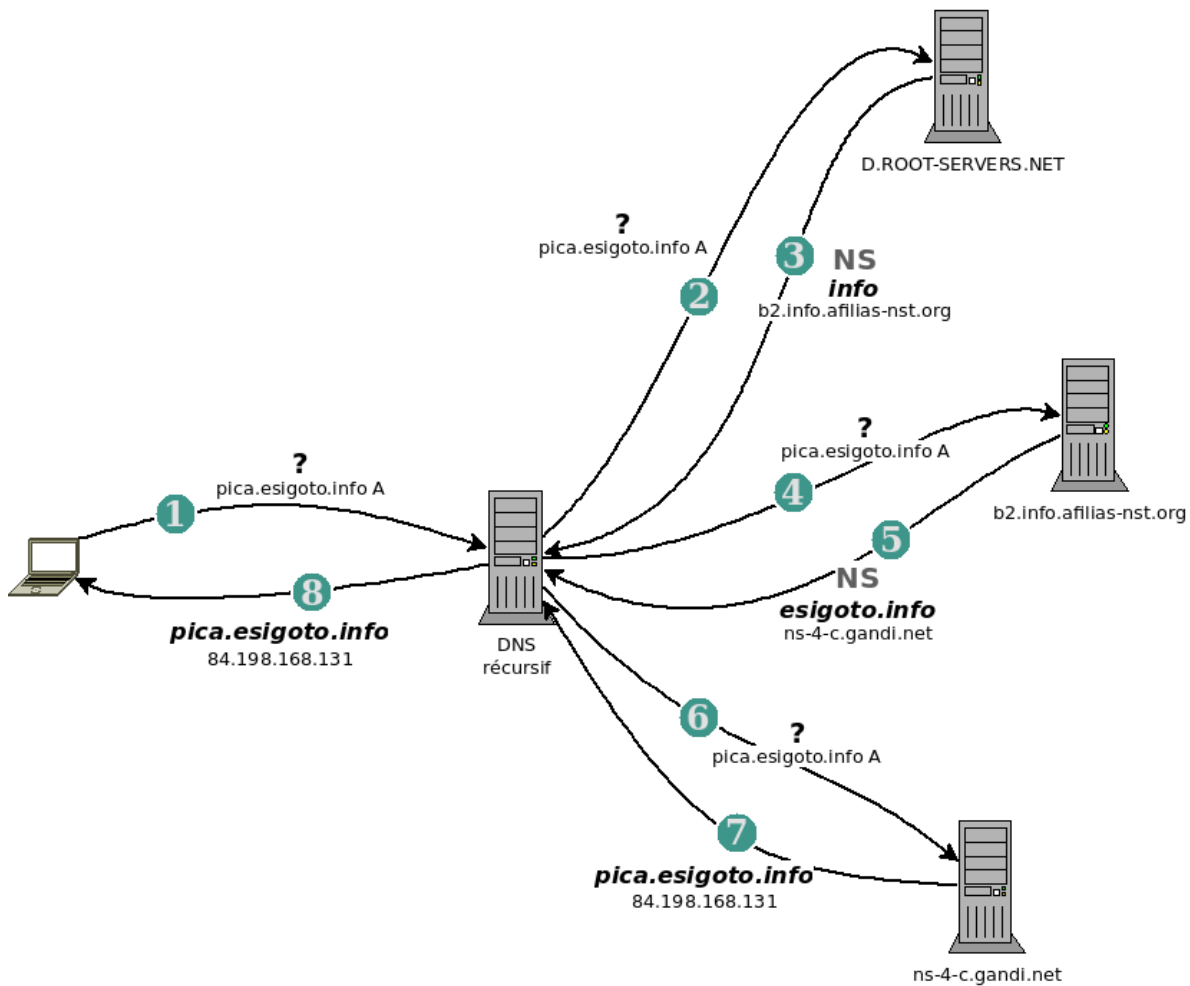 D.ROOT-SERVERS.NET
?
pica.esigoto.info A
2
3
NS
info
b2.info.afilias-nst.org
?
pica.esigoto.info A
4
b2.info.afilias-nst.org
5
NS
esigoto.info
ns-4-c.gandi.net
?
pica.esigoto.info A
1
8
pica.esigoto.info
84.198.168.131
DNS
récursif
6
?
pica.esigoto.info A
7
pica.esigoto.info
84.198.168.131
ns-4-c.gandi.net